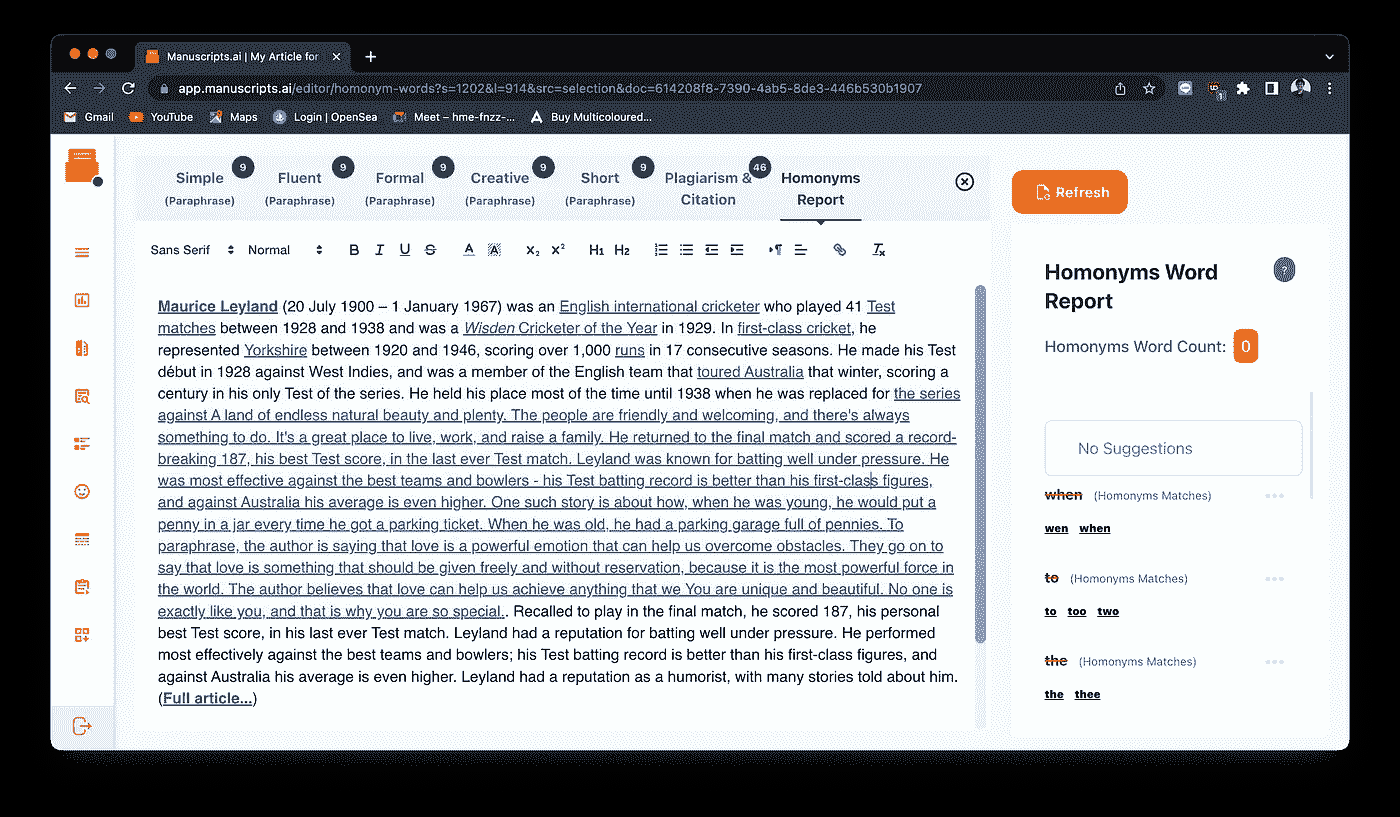 Manuscripts.ai | My Article for
app.manuscripts.ai/editor/homonym-words?s=1202&l=914&src=selection&doc=614208f8-7390-4ab5-8de3-446b530b1907
1
Gmail YouTube Maps Login | OpenSea Meet – hme-fnzz-... Buy Multicoloured...
9 9 9 9 9 46
Simple Fluent Formal Creative Short Plagiarism & Homonyms
(Paraphrase) (Paraphrase) (Paraphrase) (Paraphrase) (Paraphrase) Citation Report
Refresh
Sans Serif Normal B I U S A A X₂ X² H1 H2 Tx
Maurice Leyland (20 July 1900 – 1 January 1967) was an English international cricketer who played 41 Test
matches between 1928 and 1938 and was a Wisden Cricketer of the Year in 1929. In first-class cricket, he
represented Yorkshire between 1920 and 1946, scoring over 1,000 runs in 17 consecutive seasons. He made his Test
début in 1928 against West Indies, and was a member of the English team that toured Australia that winter, scoring a
century in his only Test of the series. He held his place most of the time until 1938 when he was replaced for the series
against A land of endless natural beauty and plenty. The people are friendly and welcoming, and there's always
something to do. It's a great place to live, work, and raise a family. He returned to the final match and scored a record-
breaking 187, his best Test score, in the last ever Test match. Leyland was known for batting well under pressure. He
was most effective against the best teams and bowlers - his Test batting record is better than his first-class figures,
and against Australia his average is even higher. One such story is about how, when he was young, he would put a
penny in a jar every time he got a parking ticket. When he was old, he had a parking garage full of pennies. To
paraphrase, the author is saying that love is a powerful emotion that can help us overcome obstacles. They go on to
say that love is something that should be given freely and without reservation, because it is the most powerful force in
the world. The author believes that love can help us achieve anything that we You are unique and beautiful. No one is
exactly like you, and that is why you are so special.. Recalled to play in the final match, he scored 187, his personal
best Test score, in his last ever Test match. Leyland had a reputation for batting well under pressure. He performed
most effectively against the best teams and bowlers; his Test batting record is better than his first-class figures, and
against Australia his average is even higher. Leyland had a reputation as a humorist, with many stories told about him.
(Full article...)
Homonyms Word
Report
?
Homonyms Word Count: 0
No Suggestions
when (Homonyms Matches)
wen when
to (Homonyms Matches)
to too two
the (Homonyms Matches)
the thee